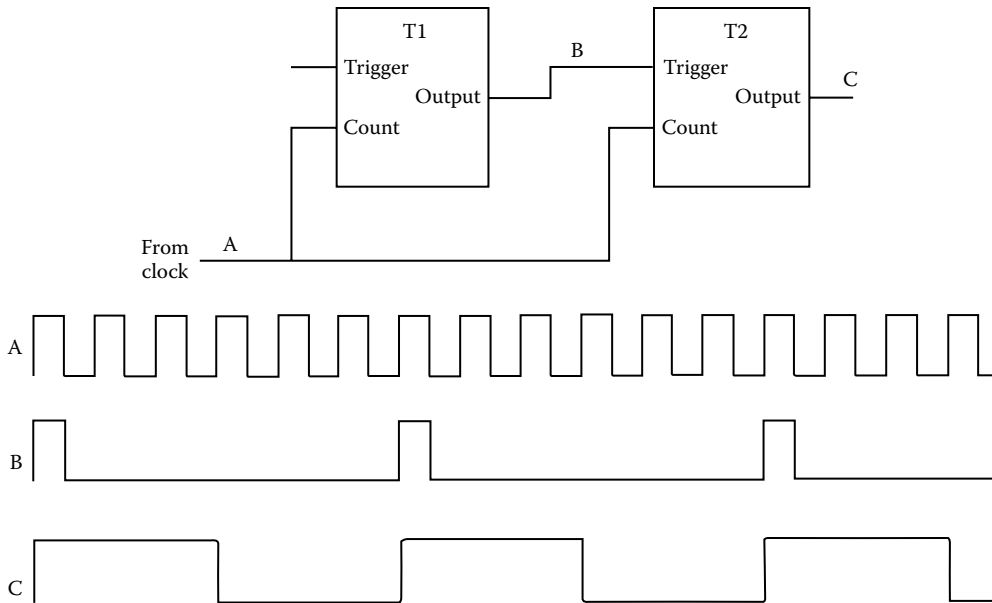 T1
Trigger
Output
Count
B
T2
Trigger
Output
Count
C
From
clock
A
A
B
C